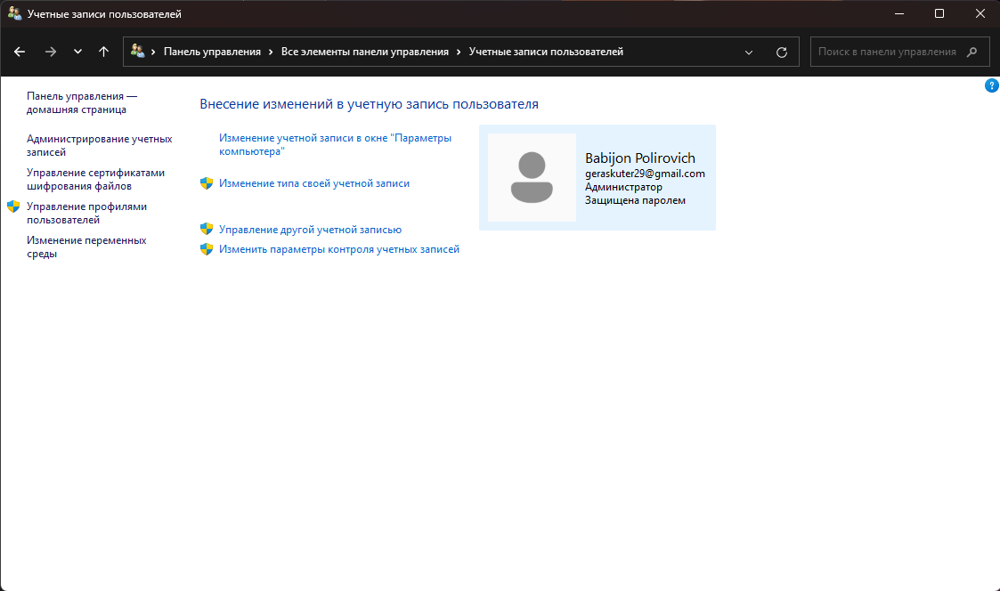 Учетные записи пользователей
Панель управления > Все элементы панели управления > Учетные записи пользователей
Поиск в панели управления
?
Панель управления —
домашняя страница
Администрирование учетных
записей
Управление сертификатами
шифрования файлов
Управление профилями
пользователей
Изменение переменных
среды
Внесение изменений в учетную запись пользователя
Изменение учетной записи в окне "Параметры
компьютера"
Изменение типа своей учетной записи
Управление другой учетной записью
Изменить параметры контроля учетных записей
Babijon Polirovich
geraskuter29@gmail.com
Администратор
Защищена паролем